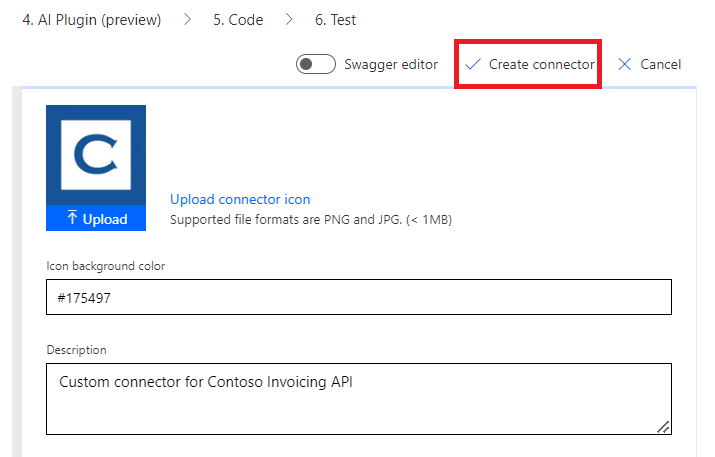 4. AI Plugin (preview) > 5. Code > 6. Test
Swagger editor Create connector Cancel
C
Upload
Upload connector icon
Supported file formats are PNG and JPG. (< 1MB)
Icon background color
#175497
Description
Custom connector for Contoso Invoicing API